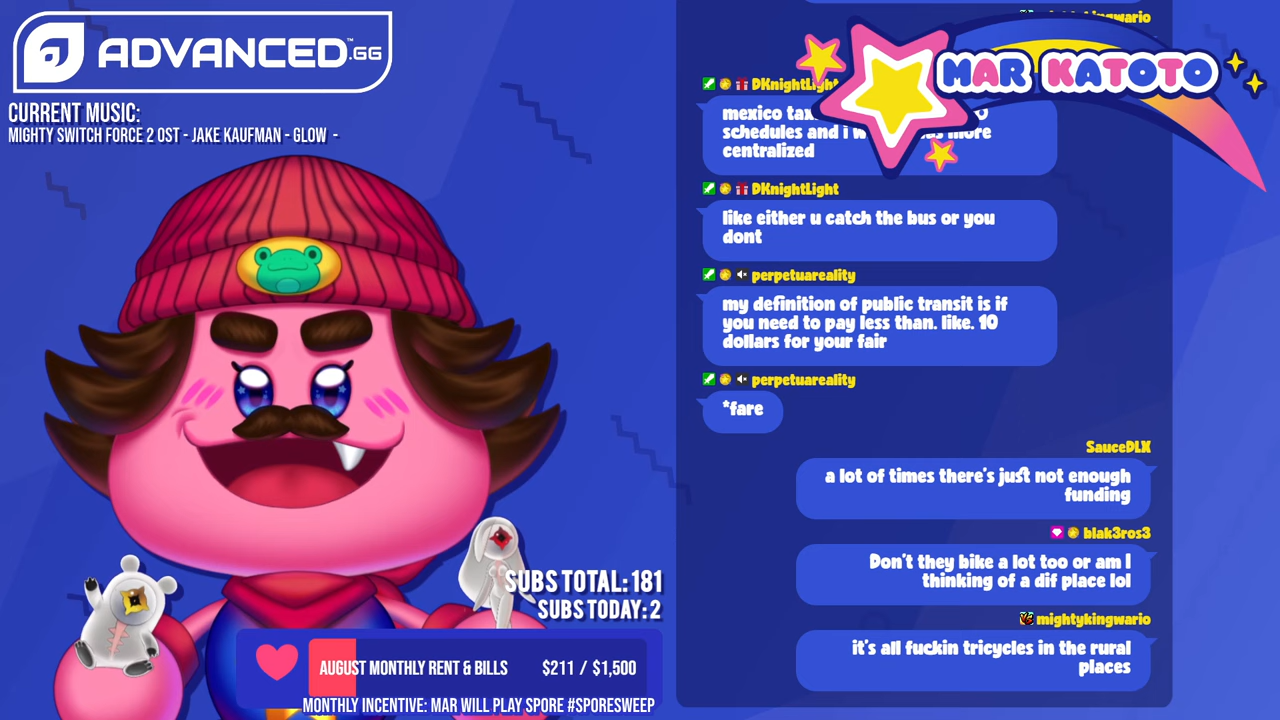 ADVANCED.GG
CURRENT MUSIC:
MIGHTY SWITCH FORCE 2 OST - JAKE KAUFMAN - GLOW -
MAR KATOTO
DKnightLight
mexico tax
schedules and i more
centralized
DKnightLight
like either u catch the bus or you
dont
perpetuareality
my definition of public transit is if
you need to pay less than. like. 10
dollars for your fair
perpetuareality
*fare
SauceDLX
a lot of times there's just not enough
funding
blak3ros3
Don't they bike a lot too or am I
thinking of a dif place lol
mightykingwario
it's all fuckin tricycles in the rural
places
SUBS TOTAL: 181
SUBS TODAY: 2
AUGUST MONTHLY RENT & BILLS $211 / $1,500
MONTHLY INCENTIVE: MAR WILL PLAY SPORE #SPORESWEEP